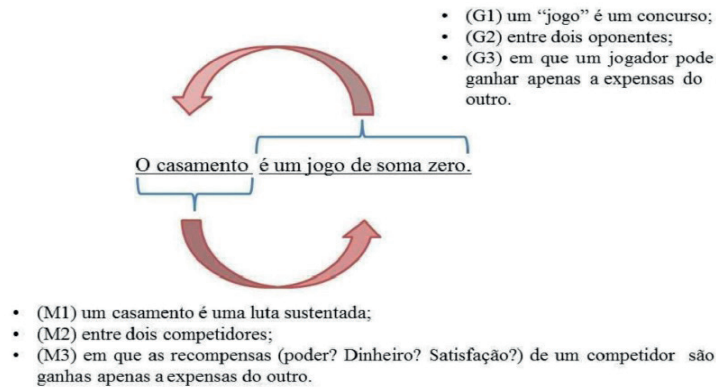 • (G1) um “jogo” é um concurso;
• (G2) entre dois oponentes;
• (G3) em que um jogador pode
ganhar apenas a expensas do
outro.
O casamento é um jogo de soma zero.
• (M1) um casamento é uma luta sustentada;
• (M2) entre dois competidores;
• (M3) em que as recompensas (poder? Dinheiro? Satisfação?) de um competidor são
ganhas apenas a expensas do outro.